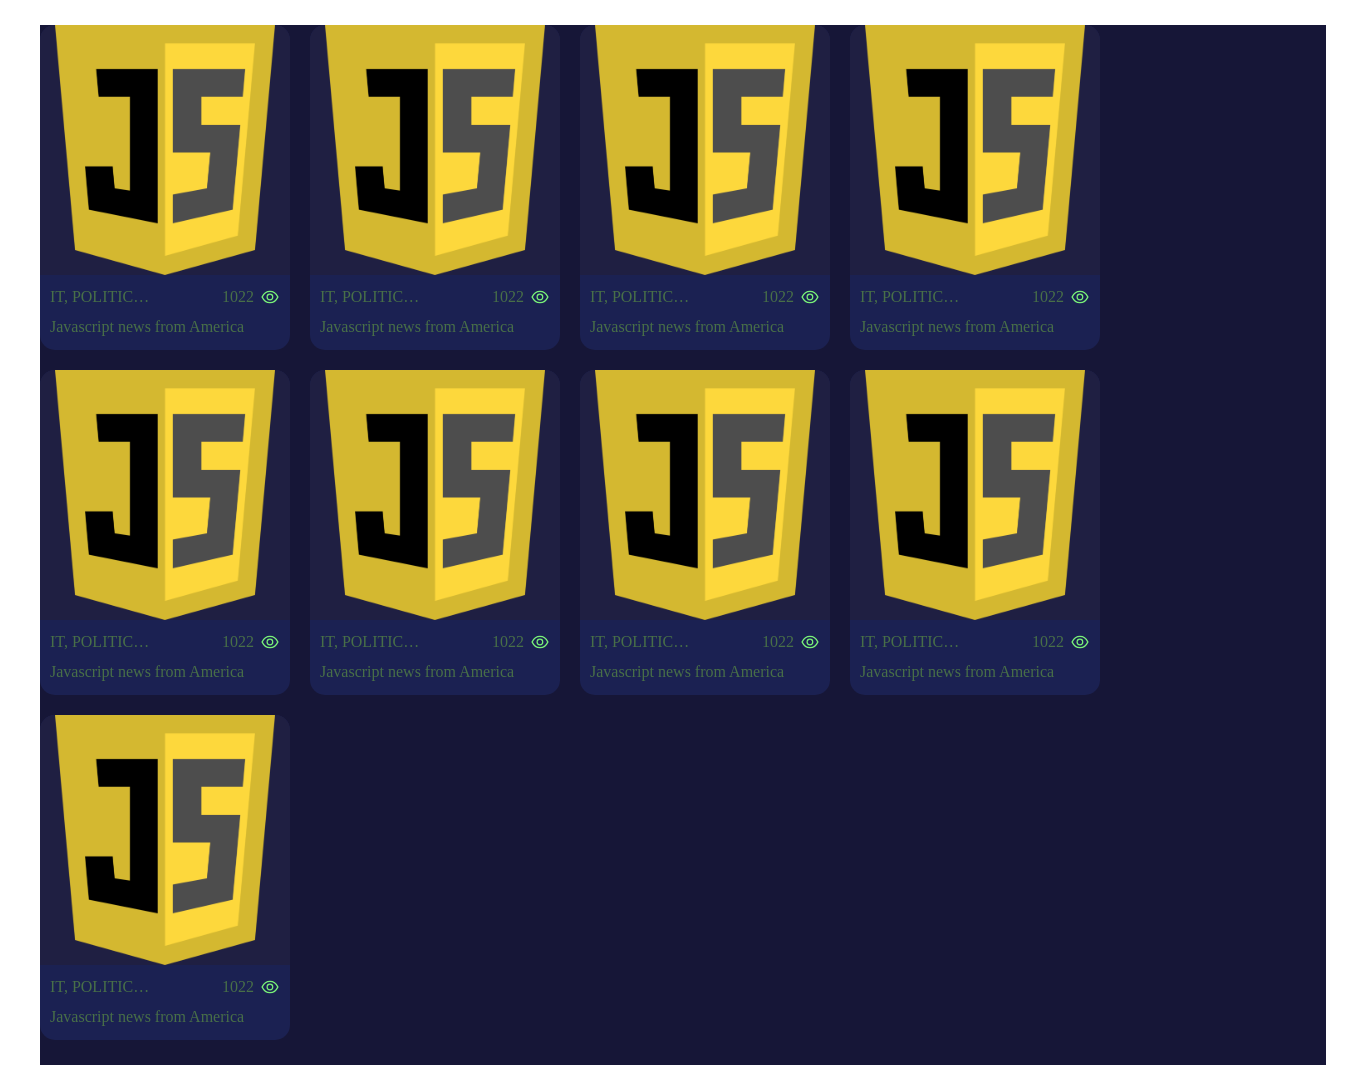 JS JS JS JS
IT, POLITIC… 1022 IT, POLITIC… 1022 IT, POLITIC… 1022 IT, POLITIC… 1022
Javascript news from America Javascript news from America Javascript news from America Javascript news from America
JS JS JS JS
IT, POLITIC… 1022 IT, POLITIC… 1022 IT, POLITIC… 1022 IT, POLITIC… 1022
Javascript news from America Javascript news from America Javascript news from America Javascript news from America
JS
IT, POLITIC… 1022
Javascript news from America